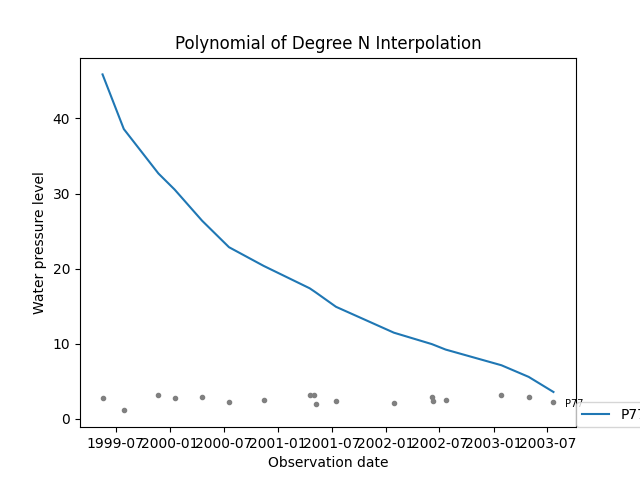 Polynomial of Degree N Interpolation
Water pressure level
40
30
20
10
0
P77
P77
1999-07 2000-01 2000-07 2001-01 2001-07 2002-01 2002-07 2003-01 2003-07
Observation date